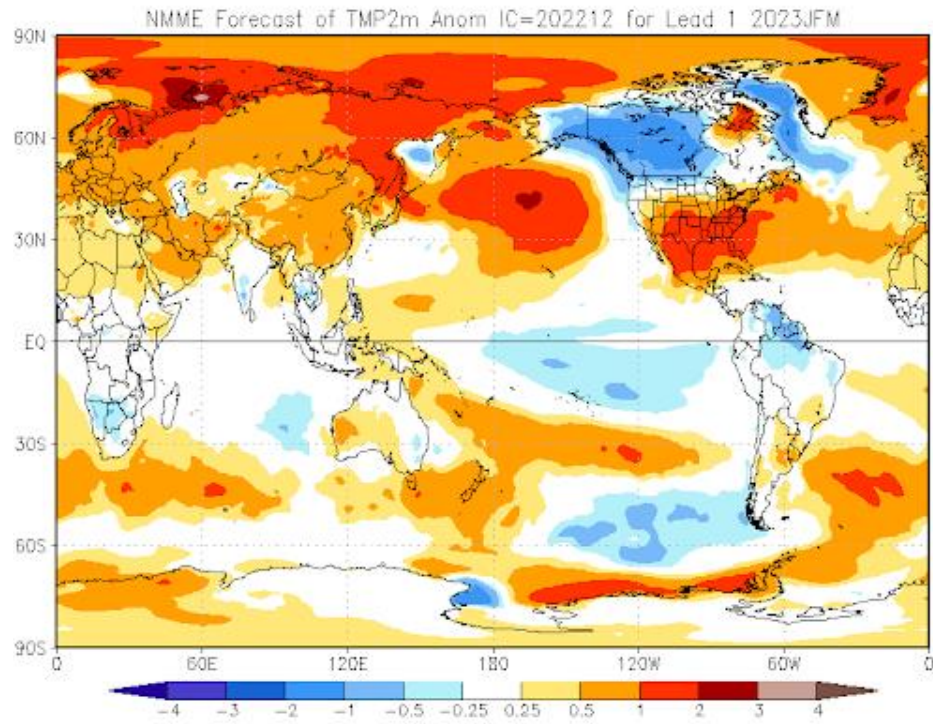 NMME Forecast of TMP2m Anom IC=202212 for Lead 1 2023JFM
90N
60N
30N
EQ
30S
60S
90S
0 60E 120E 180 120W 60W 0
-4 -3 -2 -1 -0.5 -0.25 0.25 0.5 1 2 3 4